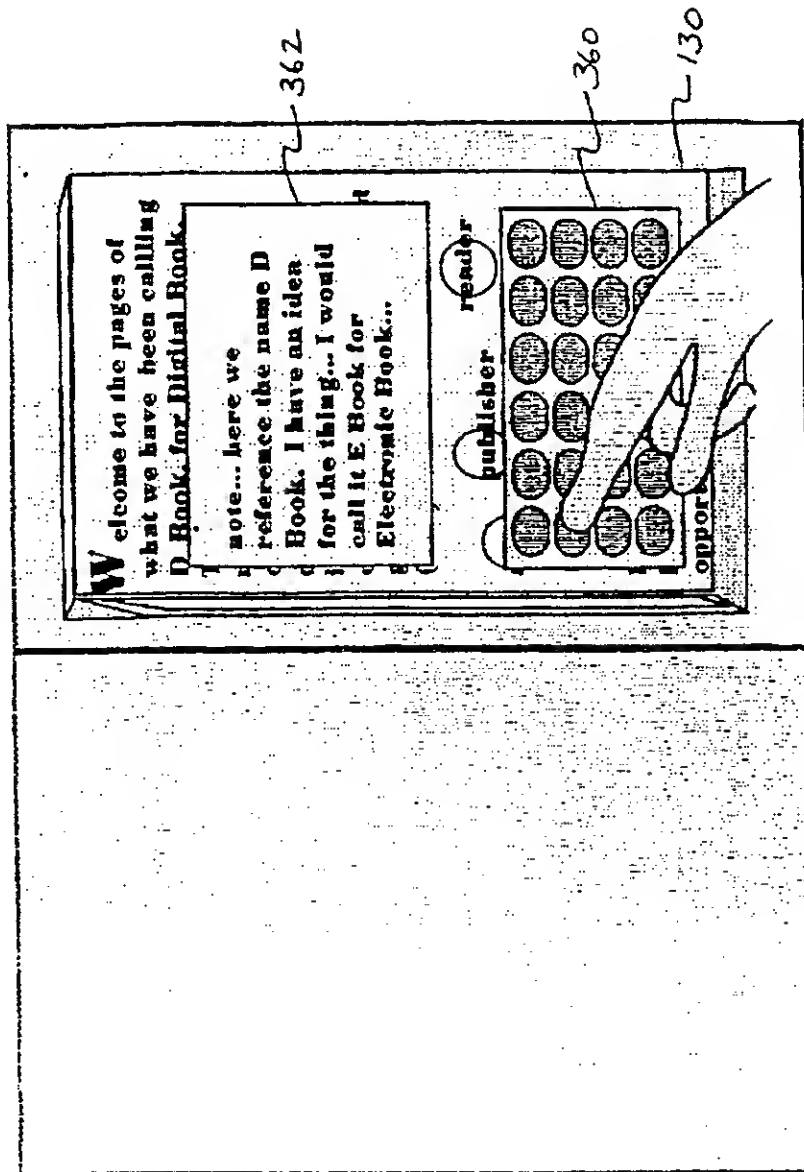 Welcome to the pages of
what we have been callling
D Book, for Digital Book.
note... here we
reference the name D
Book. I have an idea
for the thing... I would
call it E Book for
Electronic Book...
publisher reader
oppor
362
360
130